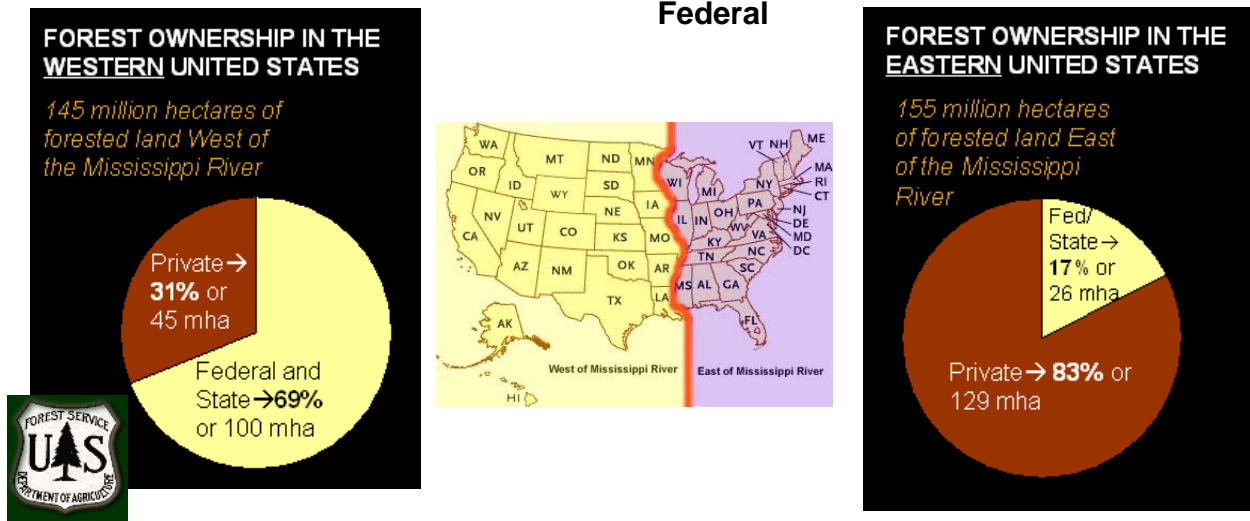 Federal
FOREST OWNERSHIP IN THE
WESTERN UNITED STATES
145 million hectares of
forested land West of
the Mississippi River
Private→
31% or
45 mha
Federal and
State→69%
or 100 mha
FOREST SERVICE
UAS
DEPARTMENT OF AGRICULTURE
WA
MT
ND
MN
OR
ID
WY
SD
NE
IA
NV
UT
CO
KS
MO
CA
AZ
NM
OK
AR
TX
LA
AK
HI
West of Mississippi River
WI
MI
IL
IN
OH
PA
NY
VT
NH
ME
MA
RI
CT
NJ
DE
MD
DC
WV
VA
KY
NC
TN
SC
MS
AL
GA
FL
East of Mississippi River
FOREST OWNERSHIP IN THE
EASTERN UNITED STATES
155 million hectares
of forested land East
of the Mississippi
River
Fed/
State→
17% or
26 mha
Private→83% or
129 mha